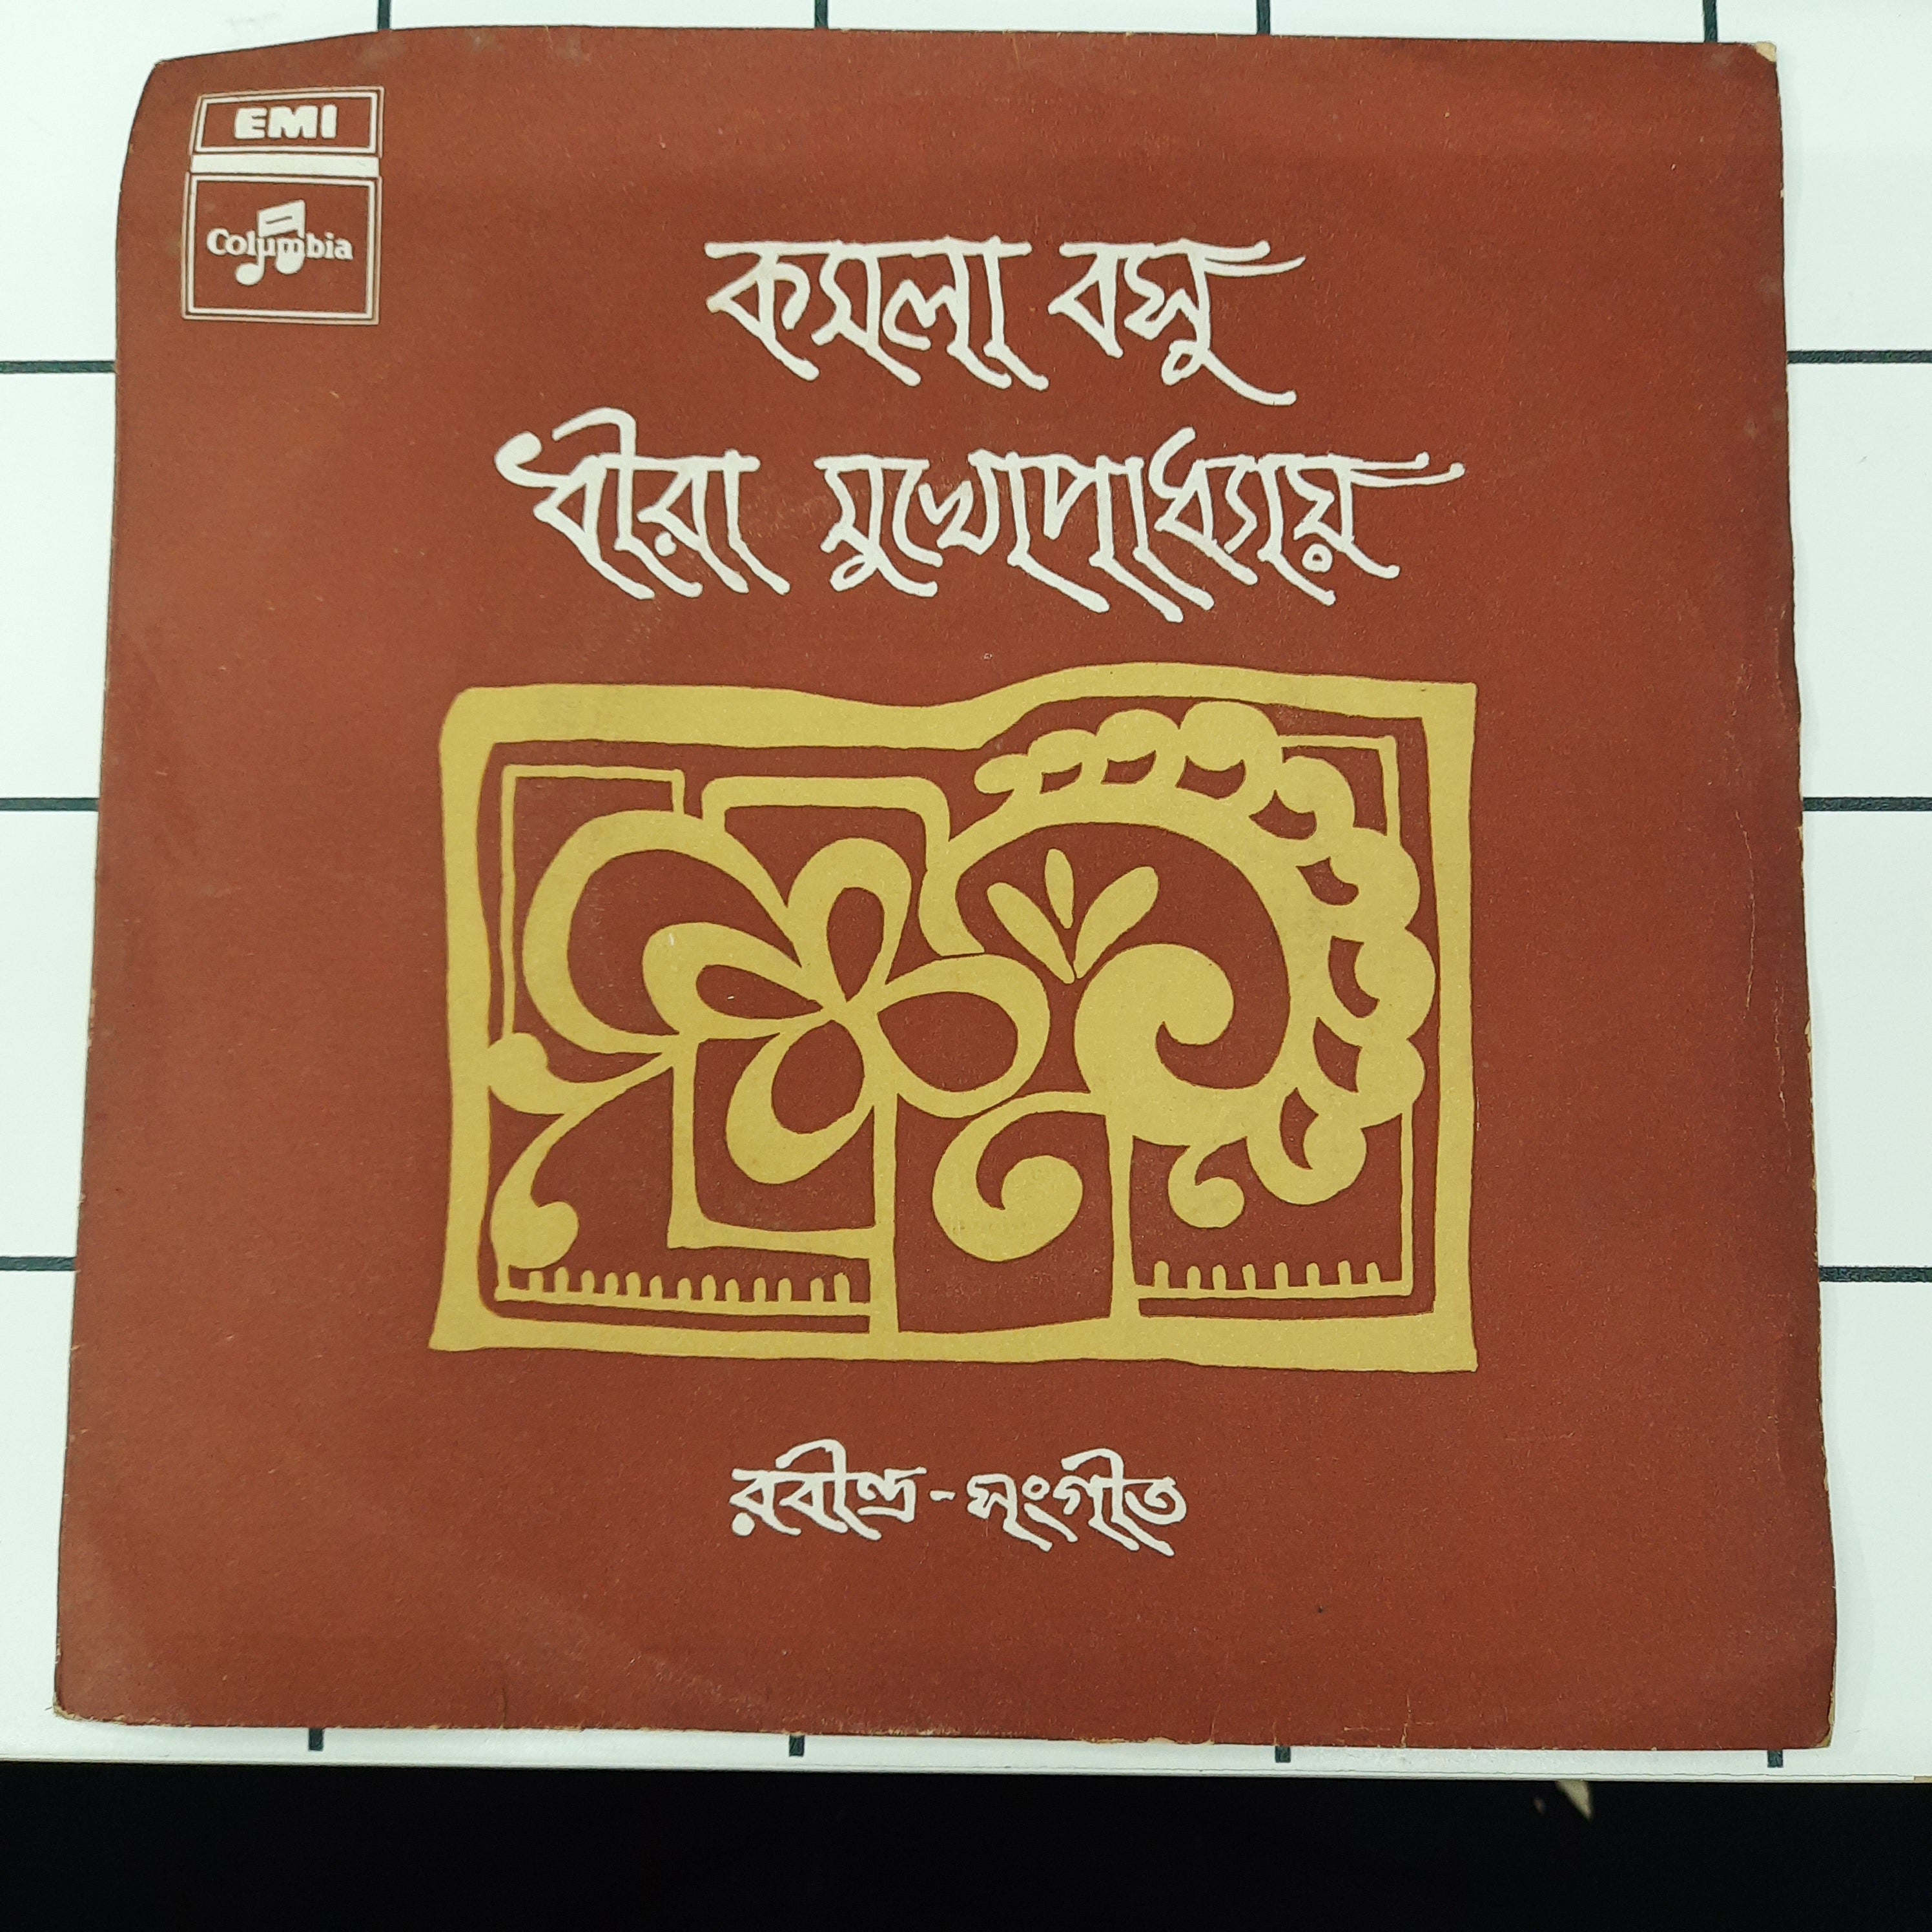 EMI
Columbia
কমলা বসু
ধীরা মুখোপাধ্যায়
রবীন্দ্র-সংগীত